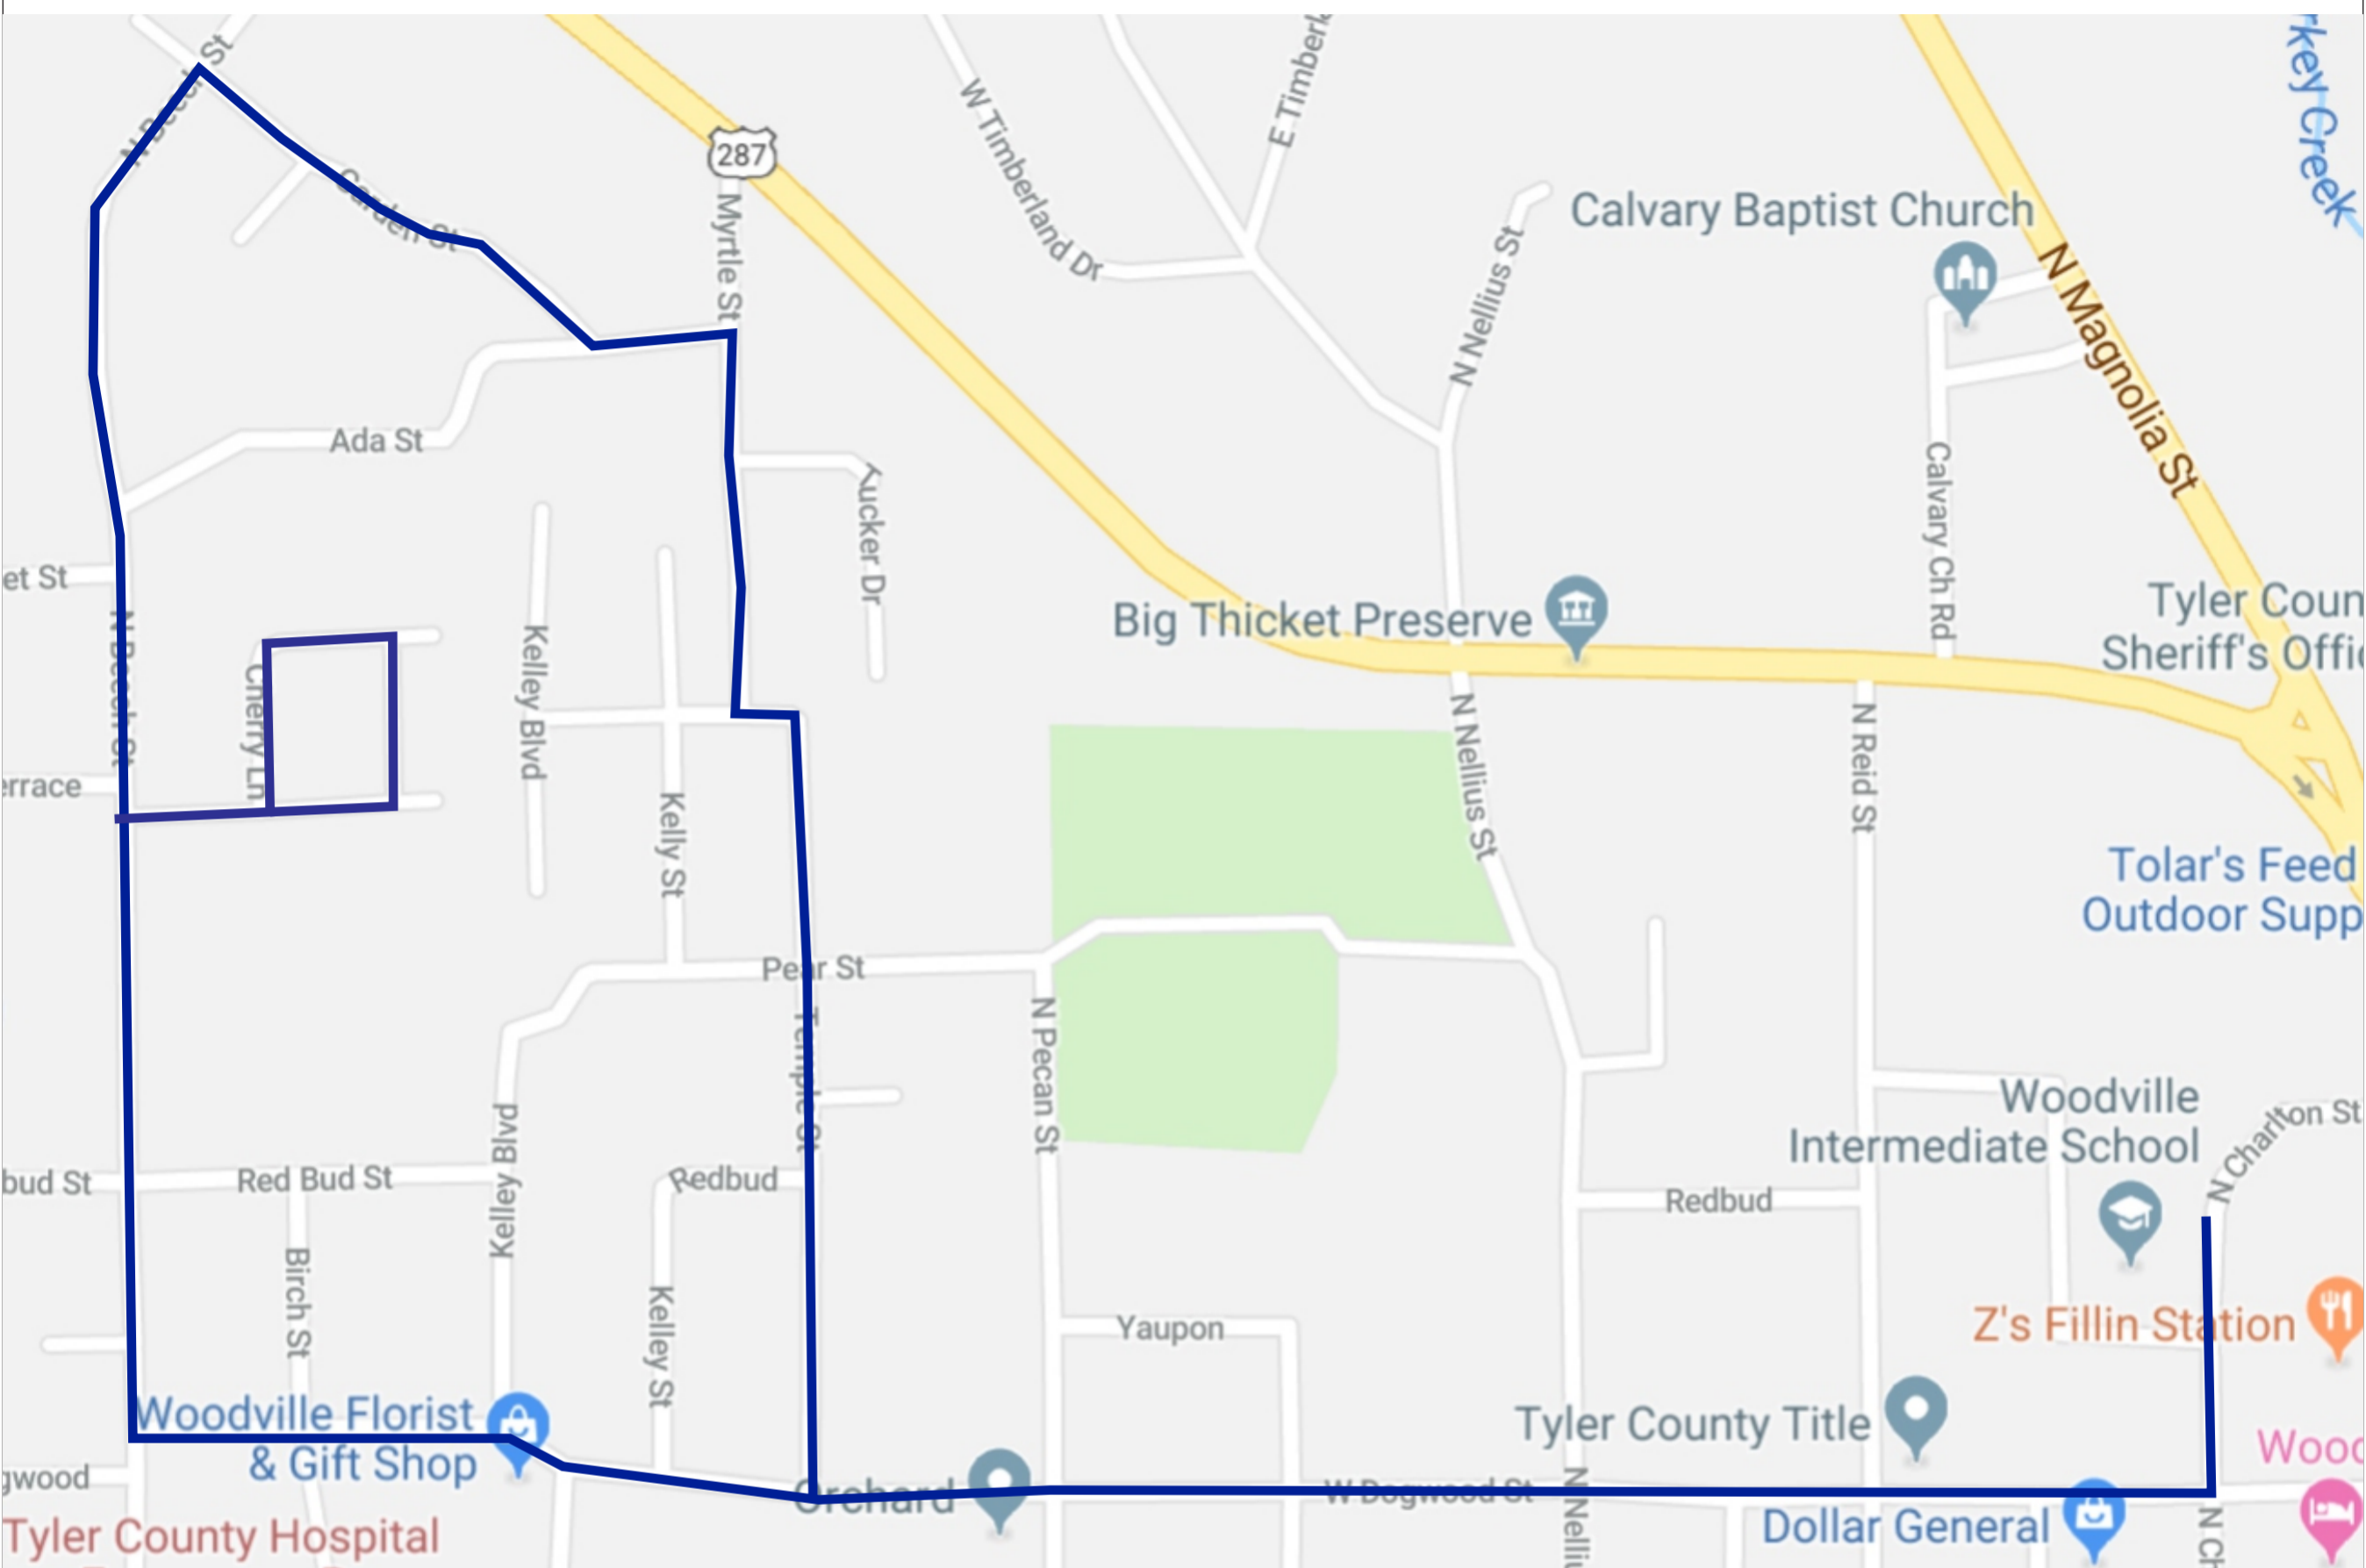 N Beech St
287
Garden St
Myrtle St
W Timberland Dr
E Timberl
N Nellius St
Calvary Baptist Church
N Magnolia St
rkey Creek
Ada St
Tucker Dr
Calvary Ch Rd
et St
Kelley Blvd
Big Thicket Preserve
Tyler Coun
Sheriff's Offic
N Beech St
Cherry Ln
N Nellius St
N Reid St
errace
Kelly St
Tolar's Feed
Outdoor Supp
Pear St
N Pecan St
Temple St
Woodville
Intermediate School
N Charlton St
bud St
Red Bud St
Kelley Blvd
Redbud
Redbud
Birch St
Kelley St
Yaupon
Z's Fillin Station
Woodville Florist
& Gift Shop
Tyler County Title
Wood
gwood
Orchard
W Dogwood St
N Nelliu
Dollar General
N Ch
Tyler County Hospital